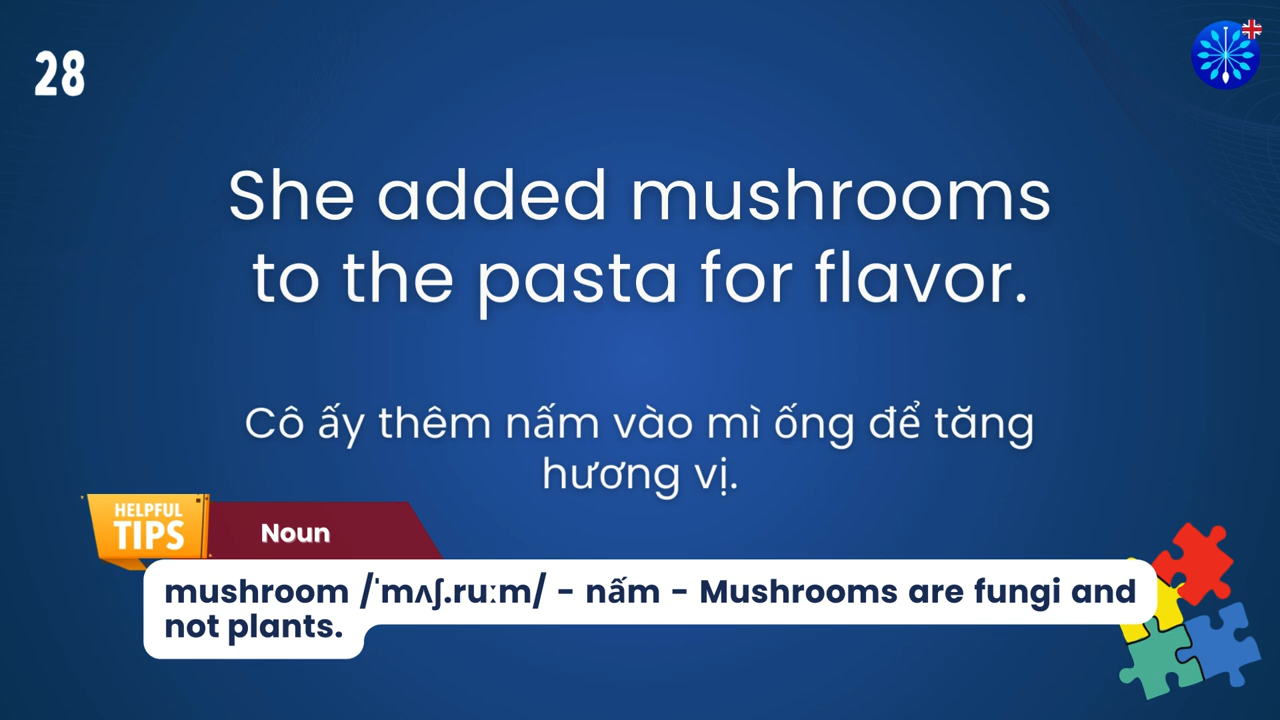 28
She added mushrooms
to the pasta for flavor.
Cô ấy thêm nấm vào mì ống để tăng
hương vị.
HELPFUL
TIPS
Noun
mushroom /ˈmʌʃ.ruːm/ - nấm - Mushrooms are fungi and
not plants.